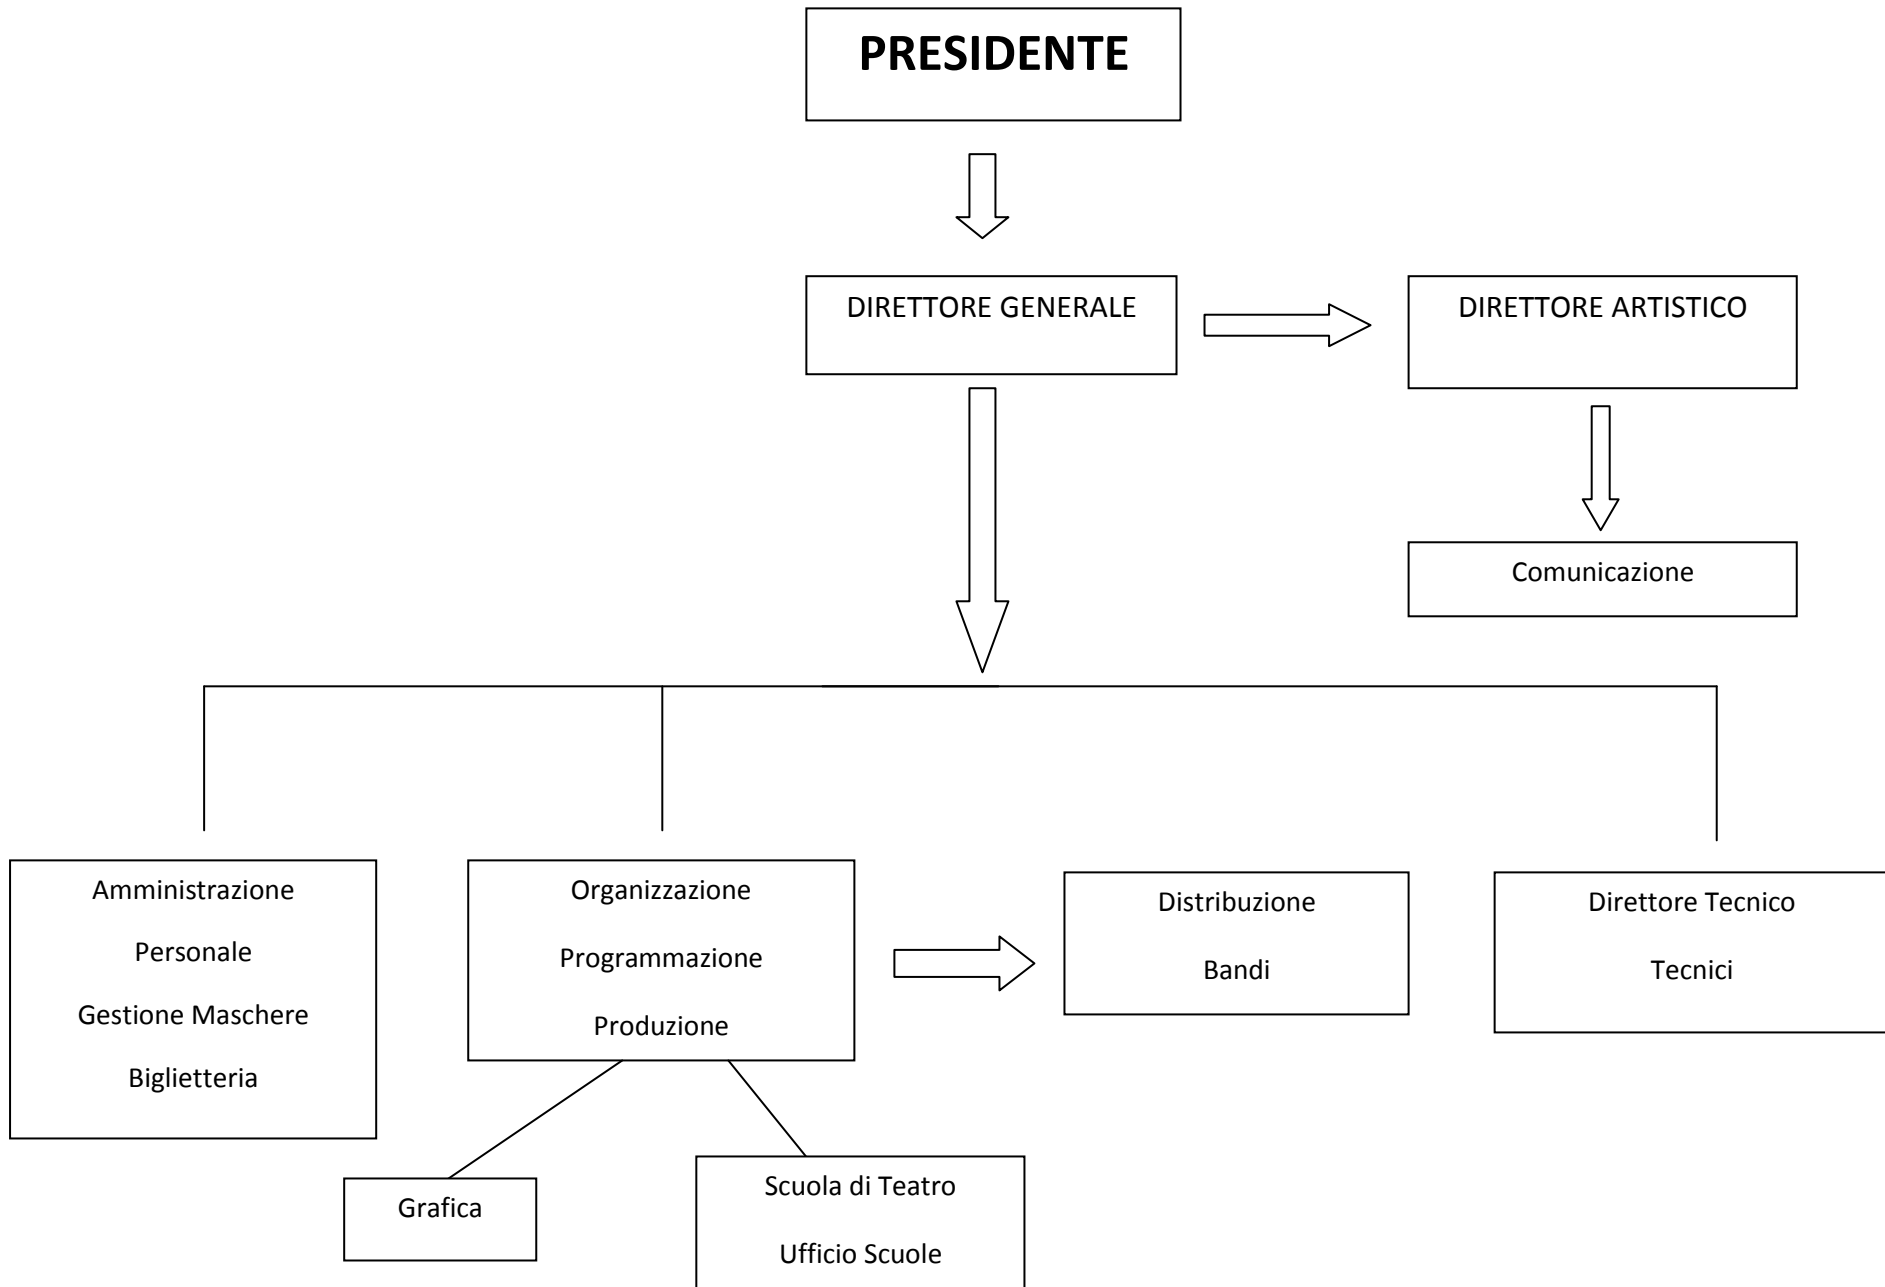 PRESIDENTE
DIRETTORE GENERALE
DIRETTORE ARTISTICO
Comunicazione
Amministrazione
Personale
Gestione Maschere
Biglietteria
Organizzazione
Programmazione
Produzione
Distribuzione
Bandi
Direttore Tecnico
Tecnici
Grafica
Scuola di Teatro
Ufficio Scuole